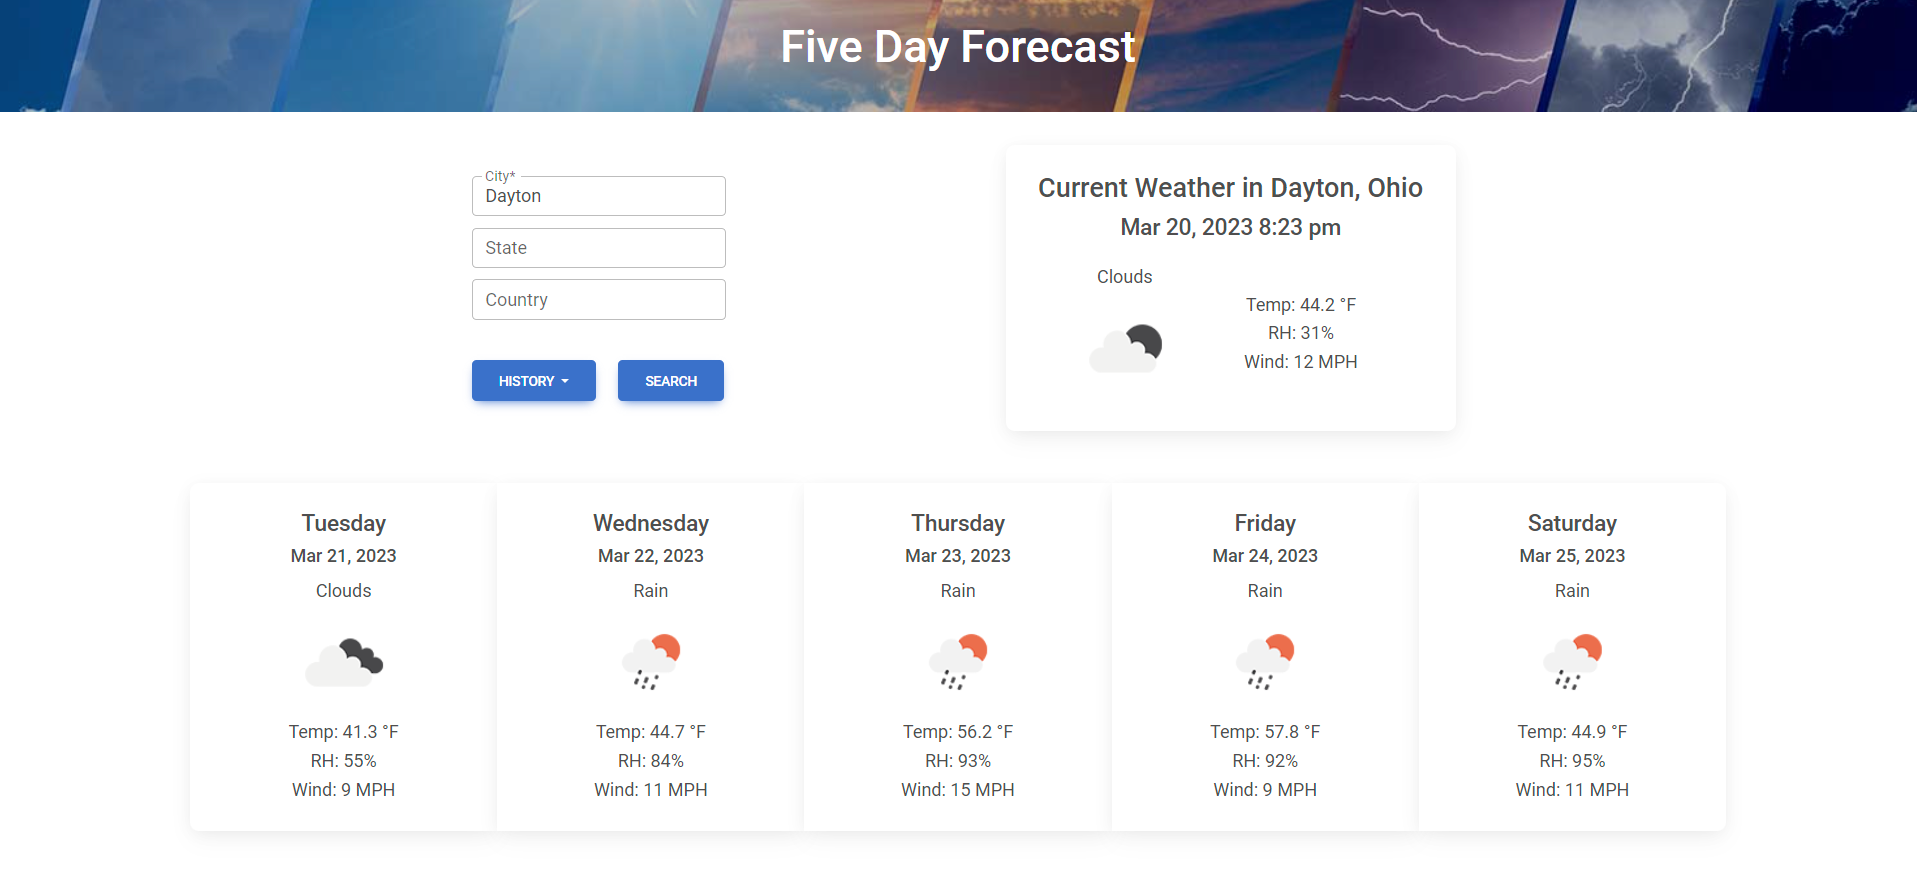 Five Day Forecast
City*
Dayton
State
Country
HISTORY
SEARCH
Current Weather in Dayton, Ohio
Mar 20, 2023 8:23 pm
Clouds
Temp: 44.2 °F
RH: 31%
Wind: 12 MPH
Tuesday
Mar 21, 2023
Clouds
Temp: 41.3 °F
RH: 55%
Wind: 9 MPH
Wednesday
Mar 22, 2023
Rain
Temp: 44.7 °F
RH: 84%
Wind: 11 MPH
Thursday
Mar 23, 2023
Rain
Temp: 56.2 °F
RH: 93%
Wind: 15 MPH
Friday
Mar 24, 2023
Rain
Temp: 57.8 °F
RH: 92%
Wind: 9 MPH
Saturday
Mar 25, 2023
Rain
Temp: 44.9 °F
RH: 95%
Wind: 11 MPH